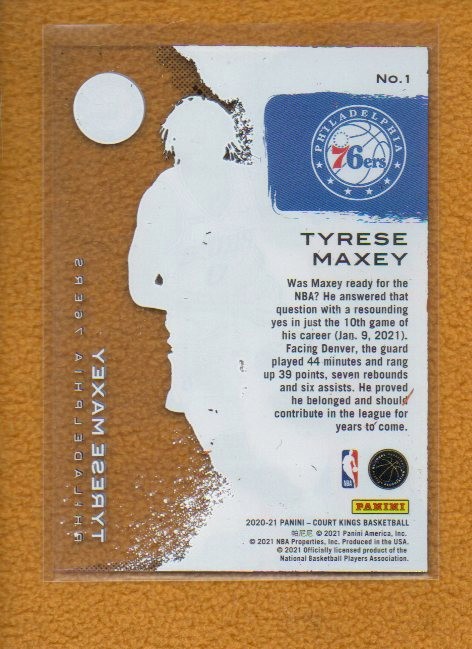 No.1
PHILADELPHIA
76ers
TYRESE
MAXEY
Was Maxey ready for the
NBA? He answered that
question with a resounding
yes in just the 10th game of
his career (Jan. 9, 2021).
Facing Denver, the guard
played 44 minutes and rang
up 39 points, seven rebounds
and six assists. He proved
he belonged and should
contribute in the league for
years to come.
NBA
PANINI
2020-21 PANINI – COURT KINGS BASKETBALL
帕尼尼 © 2021 Panini America, Inc.
© 2021 NBA Properties, Inc. Produced in the USA.
© 2021 Officially licensed product of the
National Basketball Players Association.
TYRESE MAXEY
PHILADELPHIA 76ERS